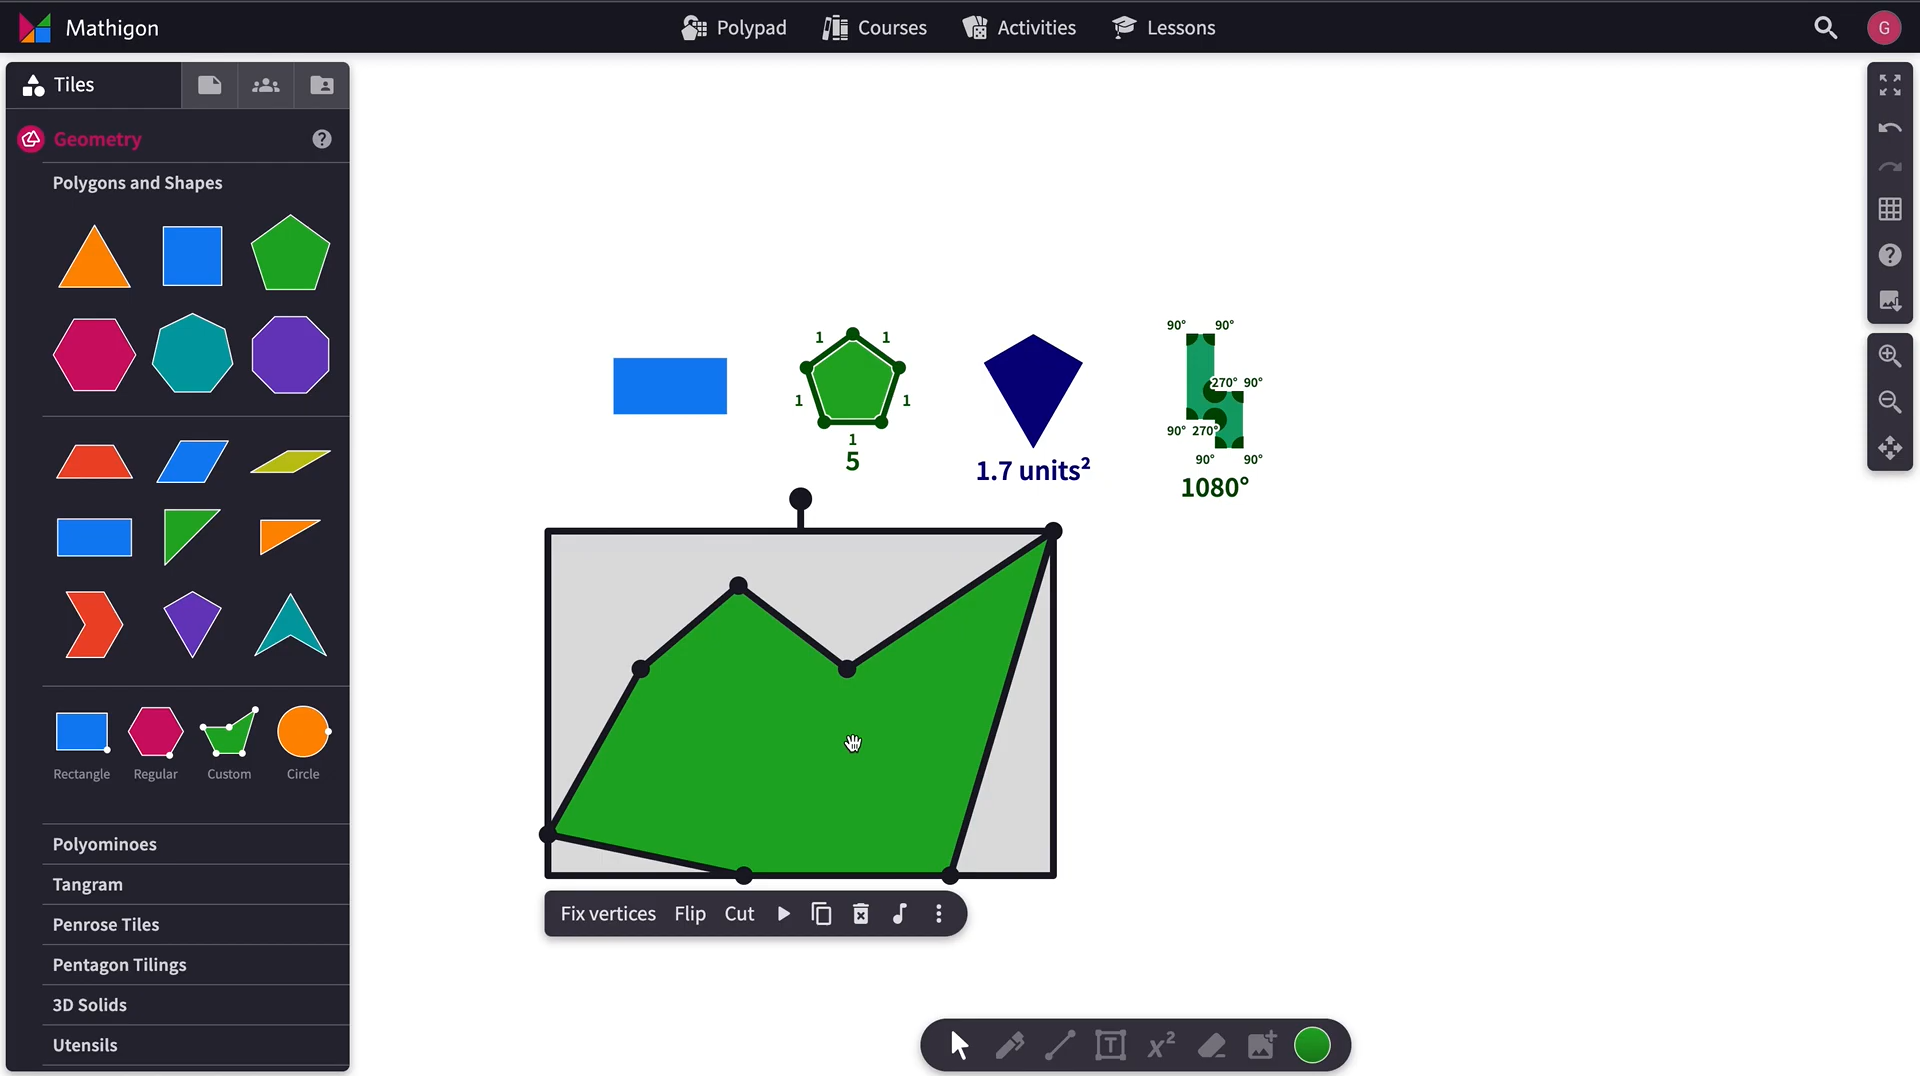 Mathigon
Polypad
Courses
Activities
Lessons
G
Tiles
Geometry
?
Polygons and Shapes
Rectangle
Regular
Custom
Circle
Polyominoes
Tangram
Penrose Tiles
Pentagon Tilings
3D Solids
Utensils
1 1
1 1
1
5
1.7 units²
90° 90°
270° 90°
90° 270°
90° 90°
1080°
Fix vertices Flip Cut
T x²
?